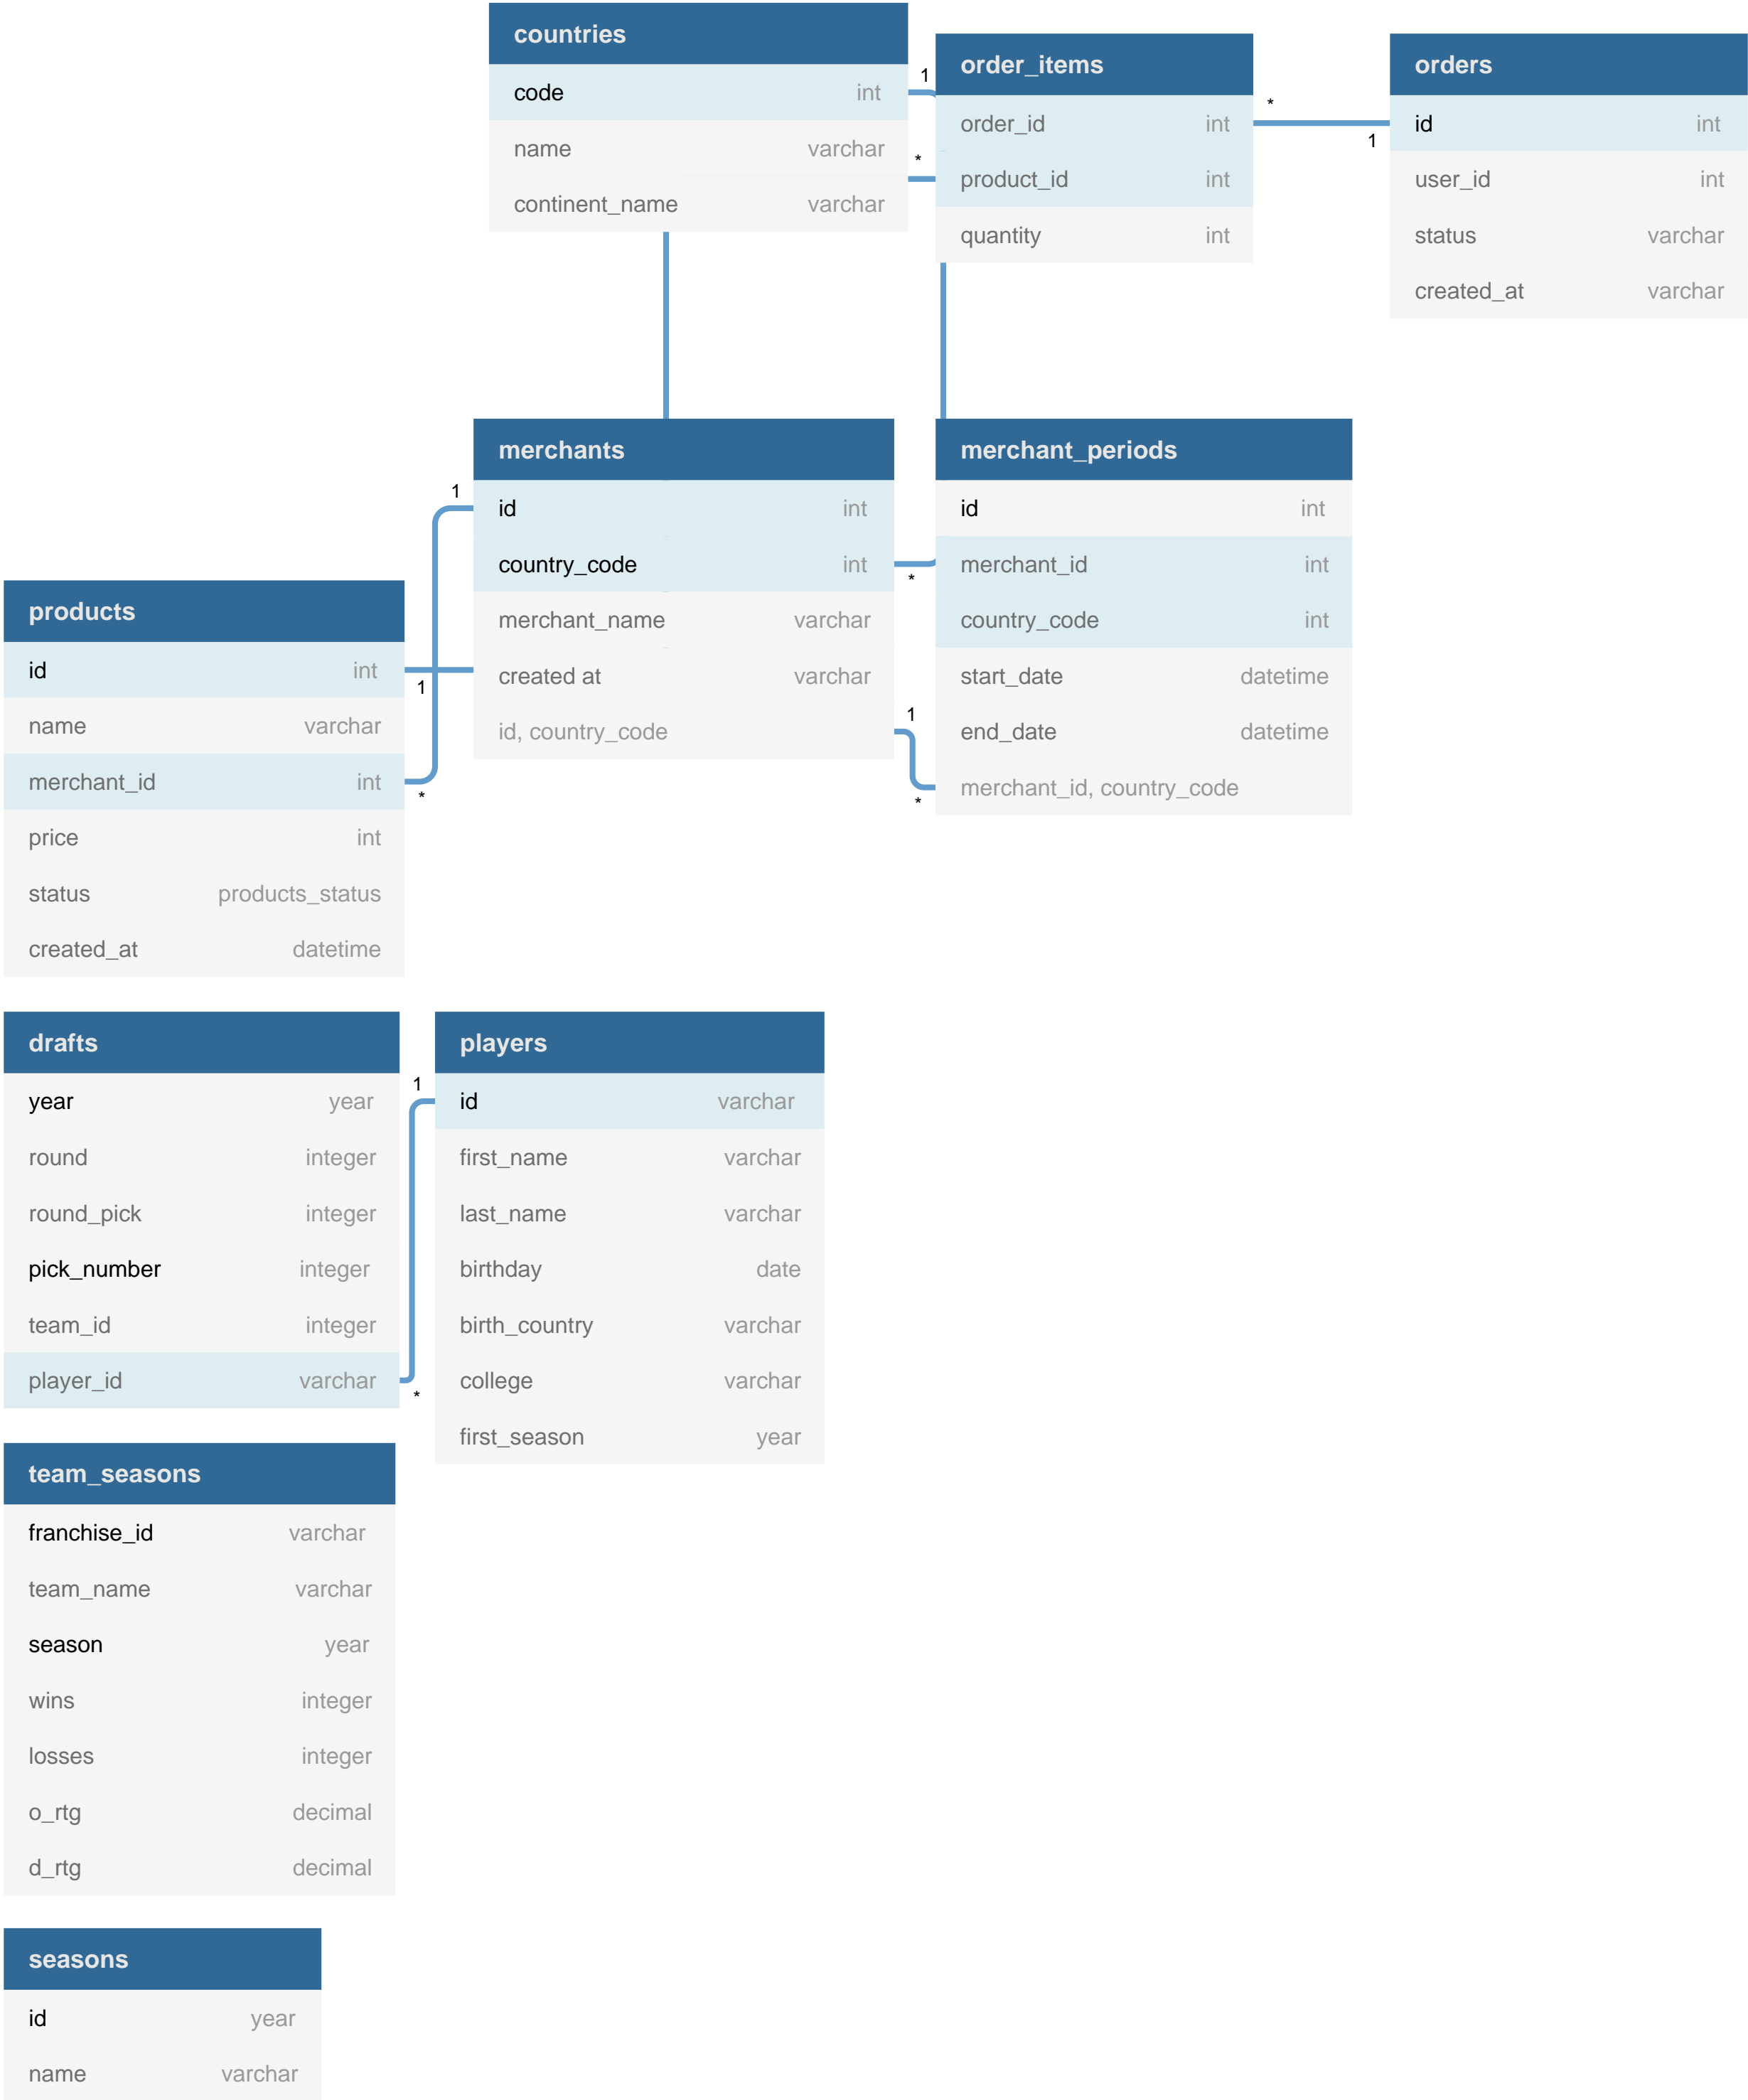 countries
code int
name varchar
continent_name varchar
1
*
order_items
order_id int
product_id int
quantity int
*
1
orders
id int
user_id int
status varchar
created_at varchar
merchants
id int
country_code int
merchant_name varchar
created at varchar
id, country_code
1
*
1
*
merchant_periods
id int
merchant_id int
country_code int
start_date datetime
end_date datetime
merchant_id, country_code
products
id int
name varchar
merchant_id int
price int
status products_status
created_at datetime
1
*
drafts
year year
round integer
round_pick integer
pick_number integer
team_id integer
player_id varchar
1
*
players
id varchar
first_name varchar
last_name varchar
birthday date
birth_country varchar
college varchar
first_season year
team_seasons
franchise_id varchar
team_name varchar
season year
wins integer
losses integer
o_rtg decimal
d_rtg decimal
seasons
id year
name varchar